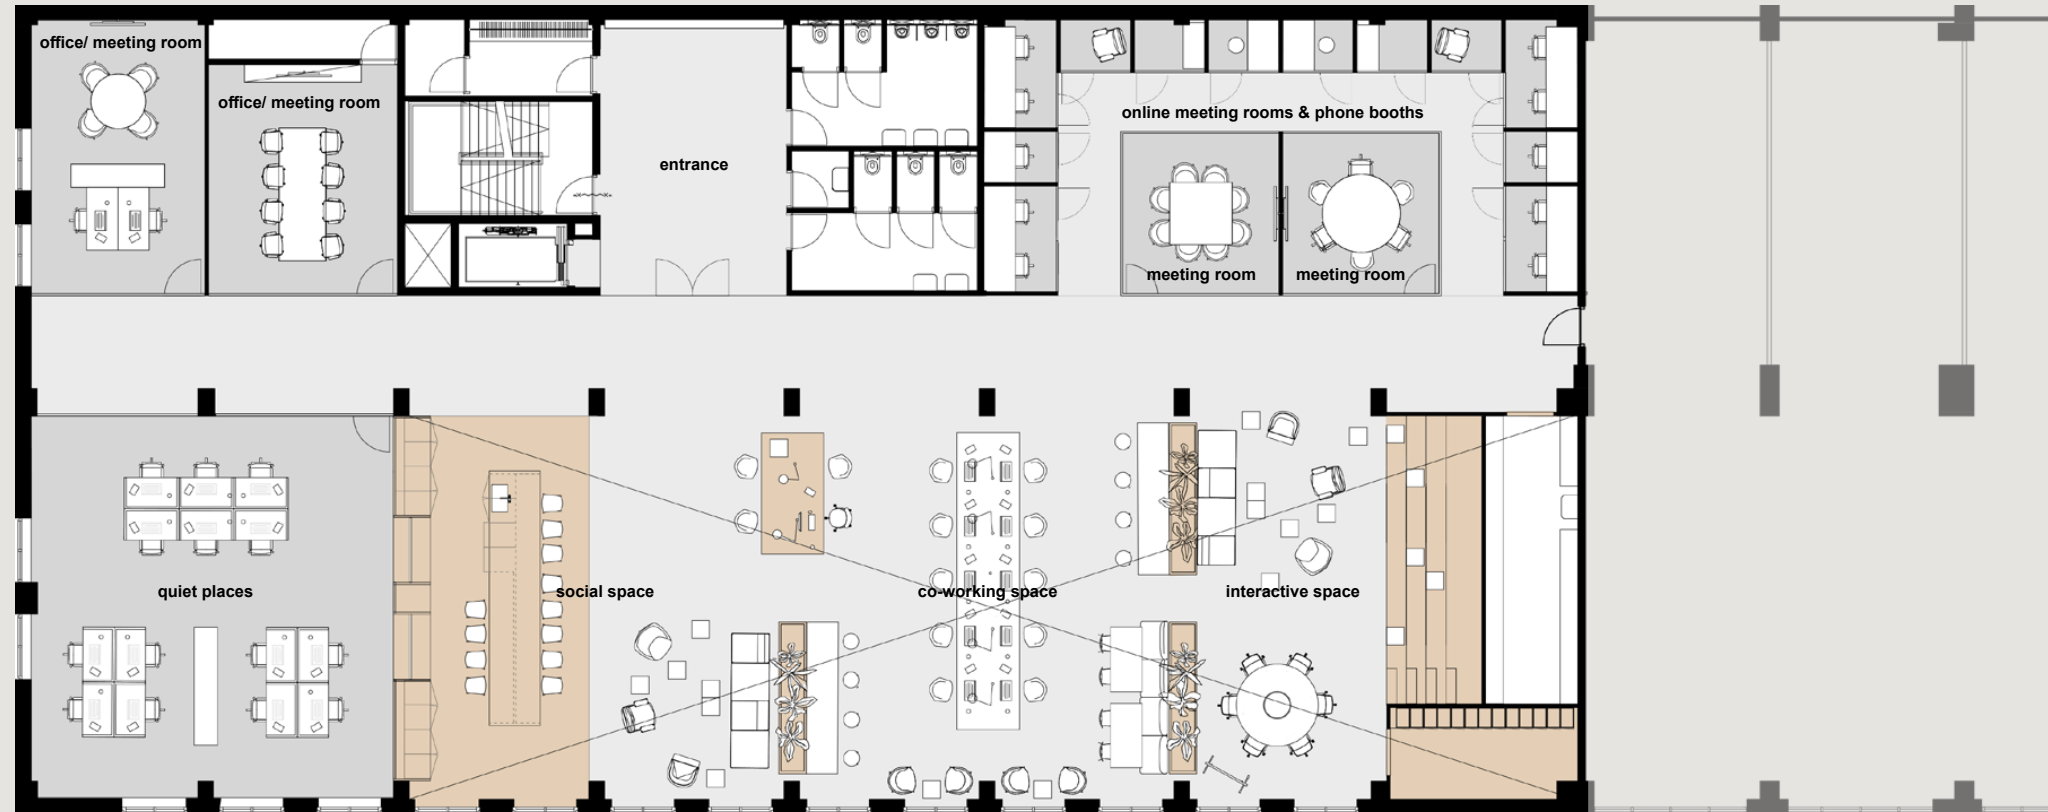 office/ meeting room
office/ meeting room
entrance
online meeting rooms & phone booths
meeting room
meeting room
quiet places
social space
co-working space
interactive space